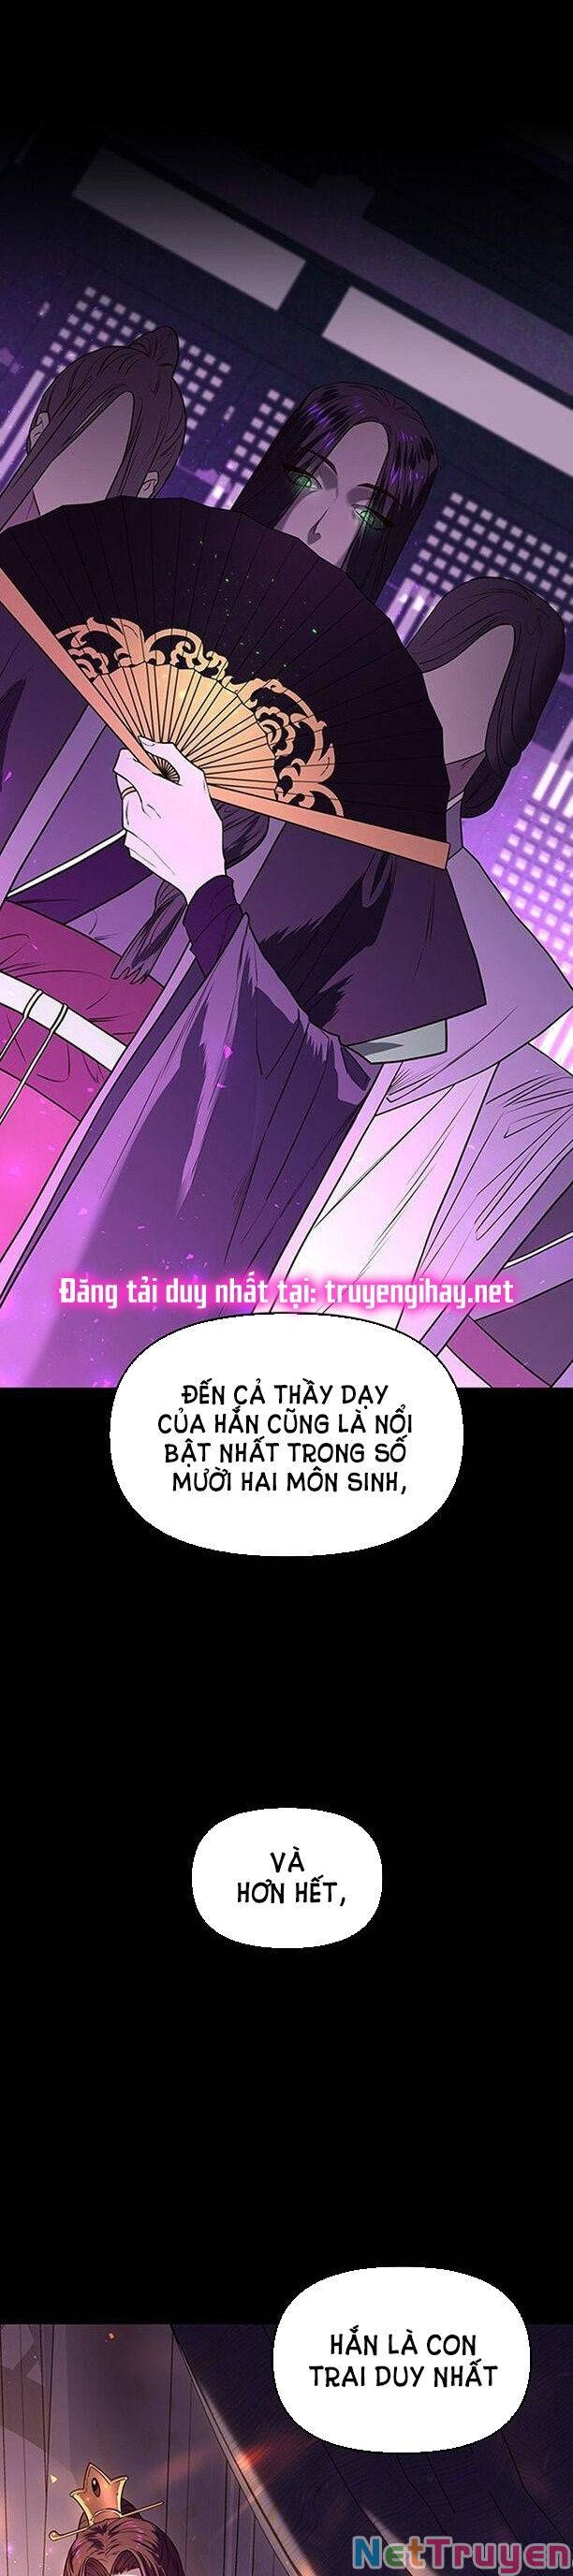 Đăng tải duy nhất tại: truyengihay.net
ĐẾN CẢ THẦY DẠY
CỦA HẮN CŨNG LÀ NỔI
BẬT NHẤT TRONG SỐ
MƯỜI HAI MÔN SINH,
VÀ
HƠN HẾT,
HẮN LÀ CON
TRAI DUY NHẤT
NetTruyen